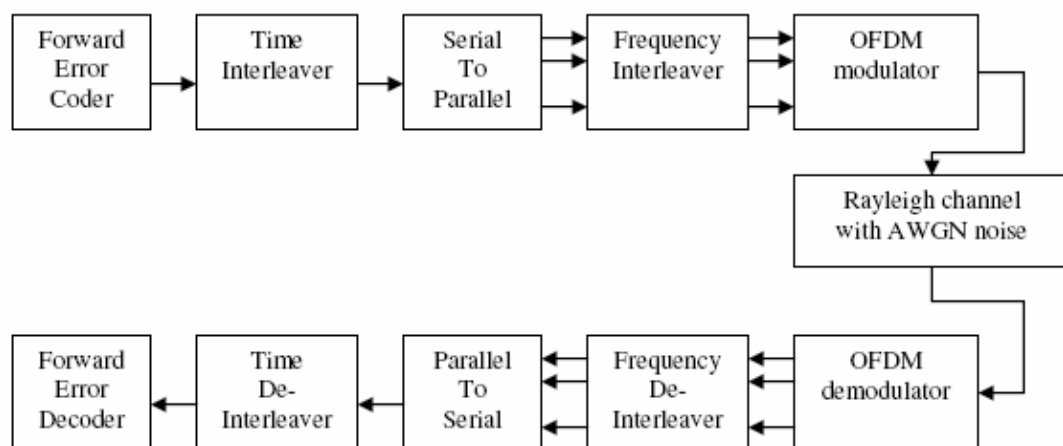 Forward
Error
Coder
Time
Interleaver
Serial
To
Parallel
Frequency
Interleaver
OFDM
modulator
Rayleigh channel
with AWGN noise
Forward
Error
Decoder
Time
De-
Interleaver
Parallel
To
Serial
Frequency
De-
Interleaver
OFDM
demodulator